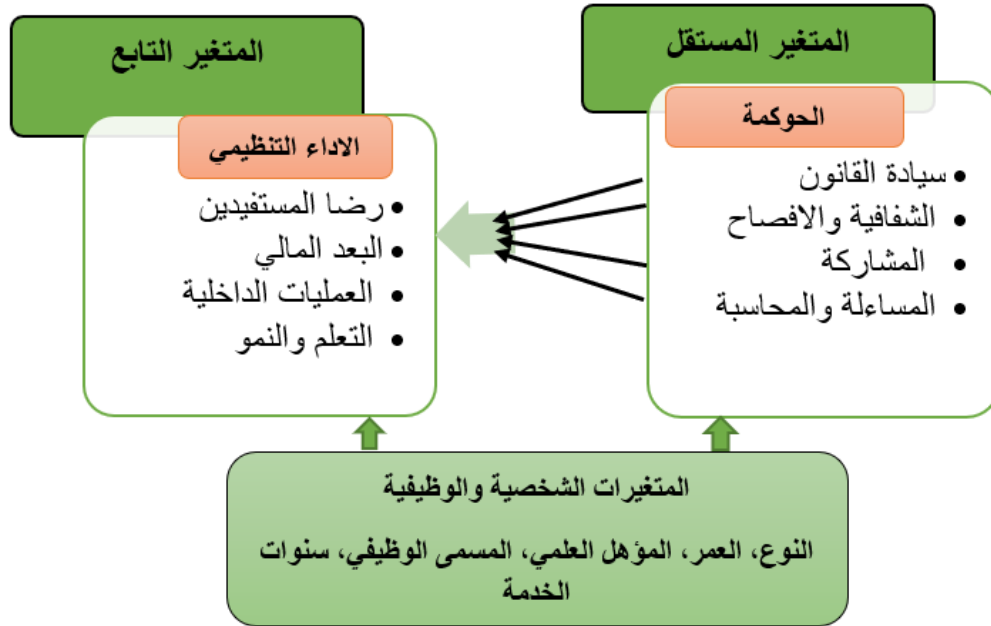 المتغير المستقل
الحوكمة
• سيادة القانون
• الشفافية والافصاح
• المشاركة
• المساءلة والمحاسبة
المتغير التابع
الاداء التنظيمي
• رضا المستفيدين
• البعد المالي
• العمليات الداخلية
• التعلم والنمو
المتغيرات الشخصية والوظيفية
النوع، العمر، المؤهل العلمي، المسمى الوظيفي، سنوات
الخدمة